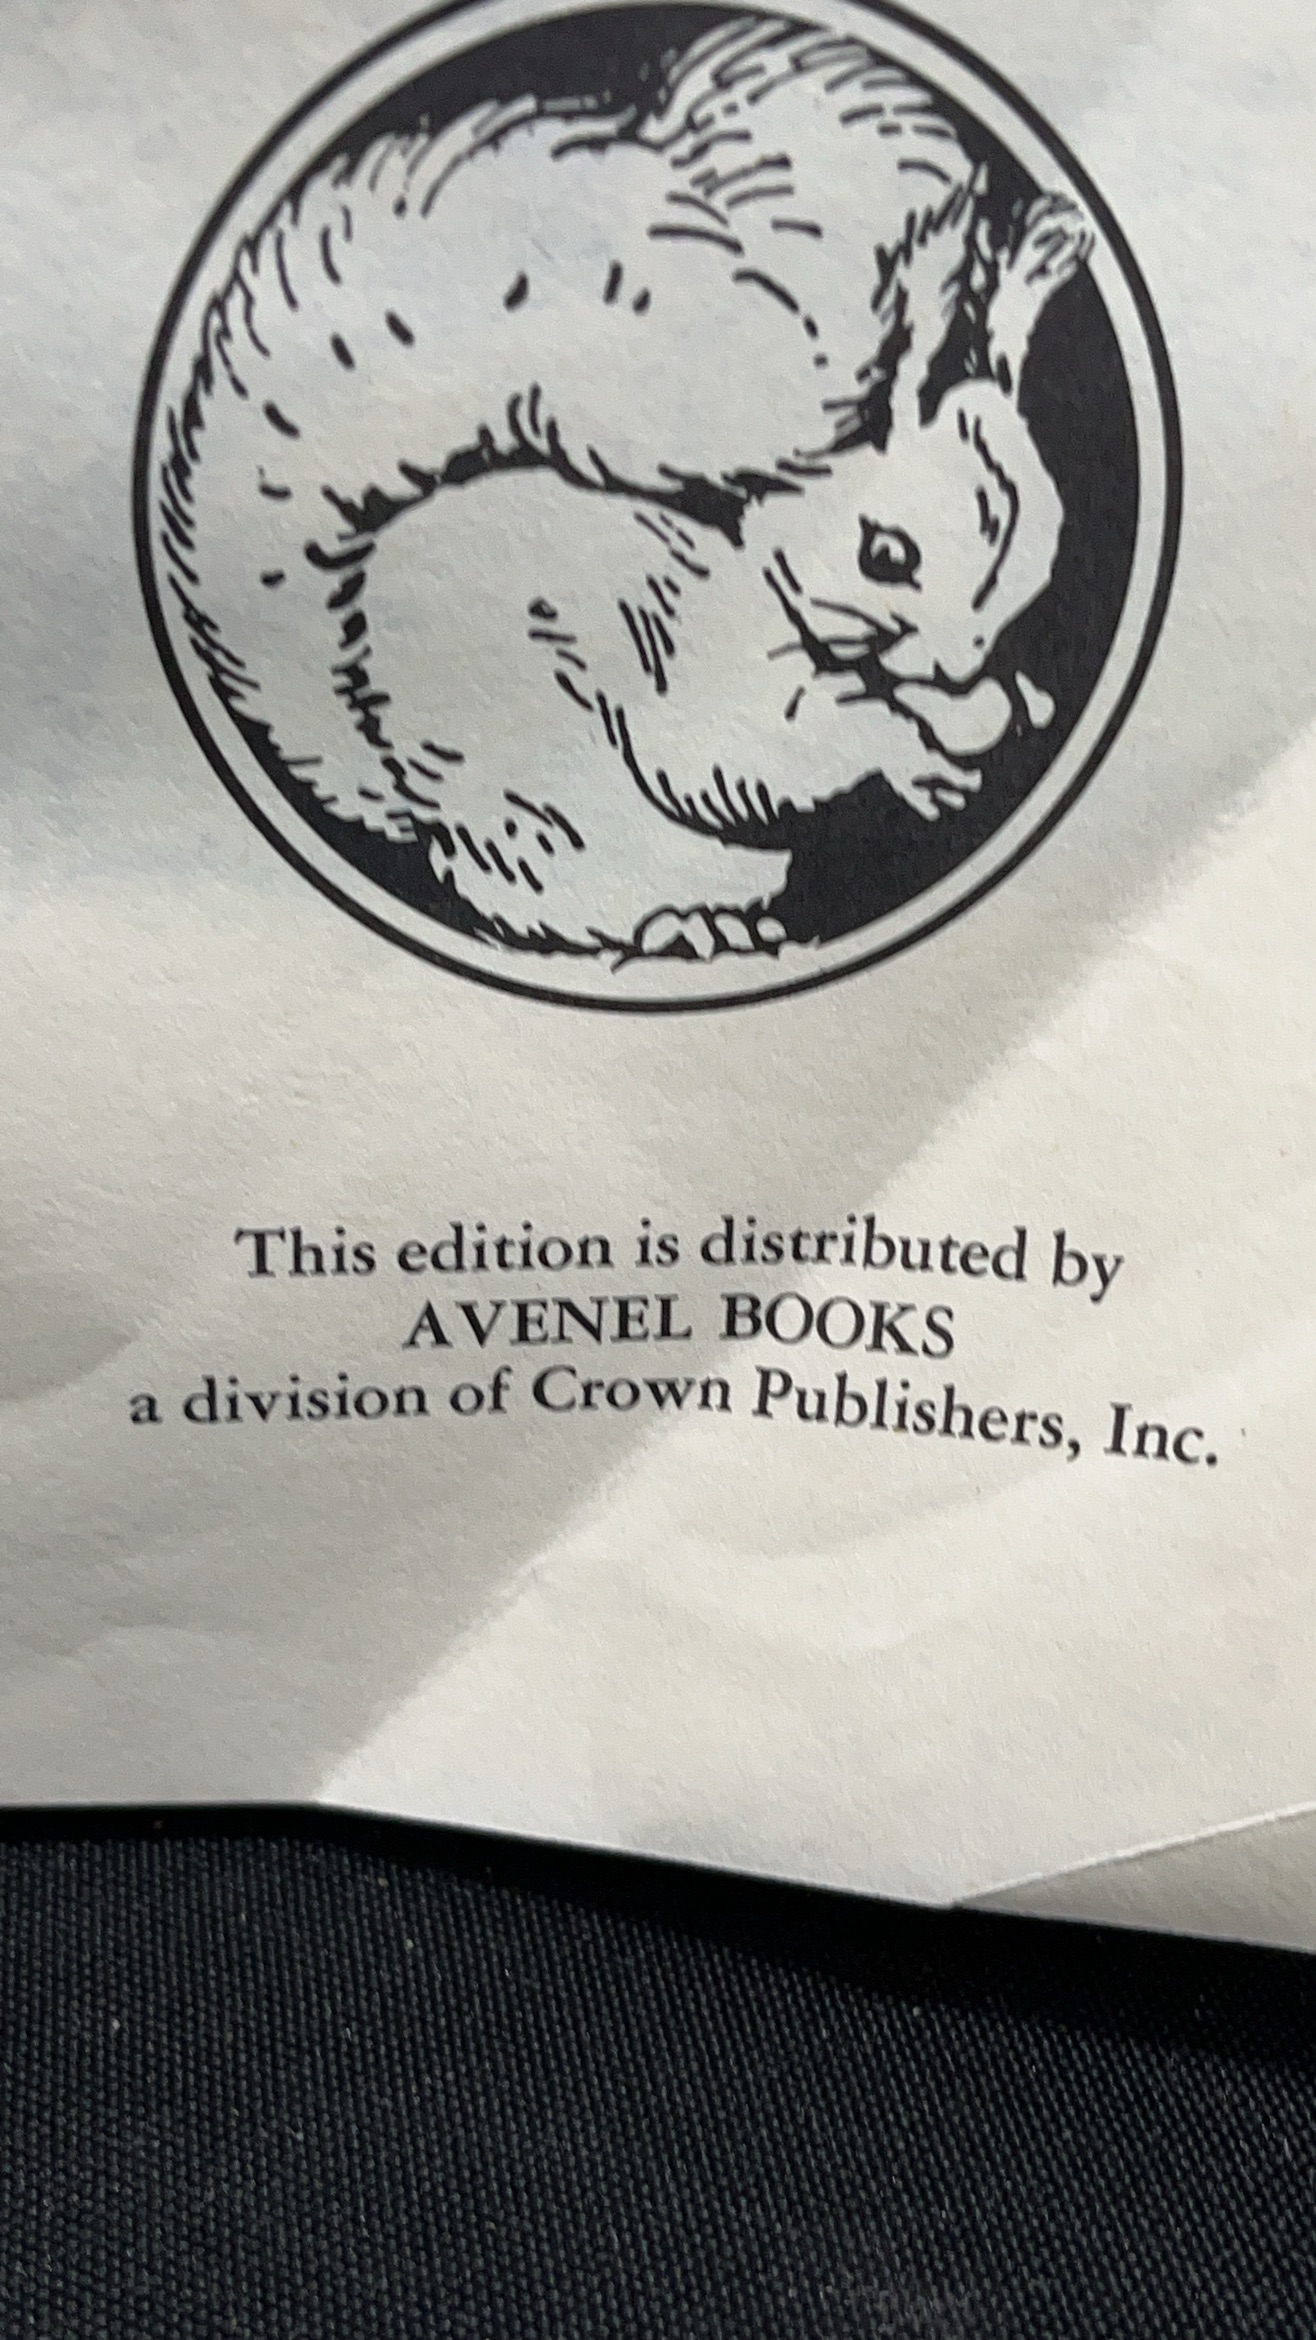 This edition is distributed by
AVENEL BOOKS
a division of Crown Publishers, Inc.